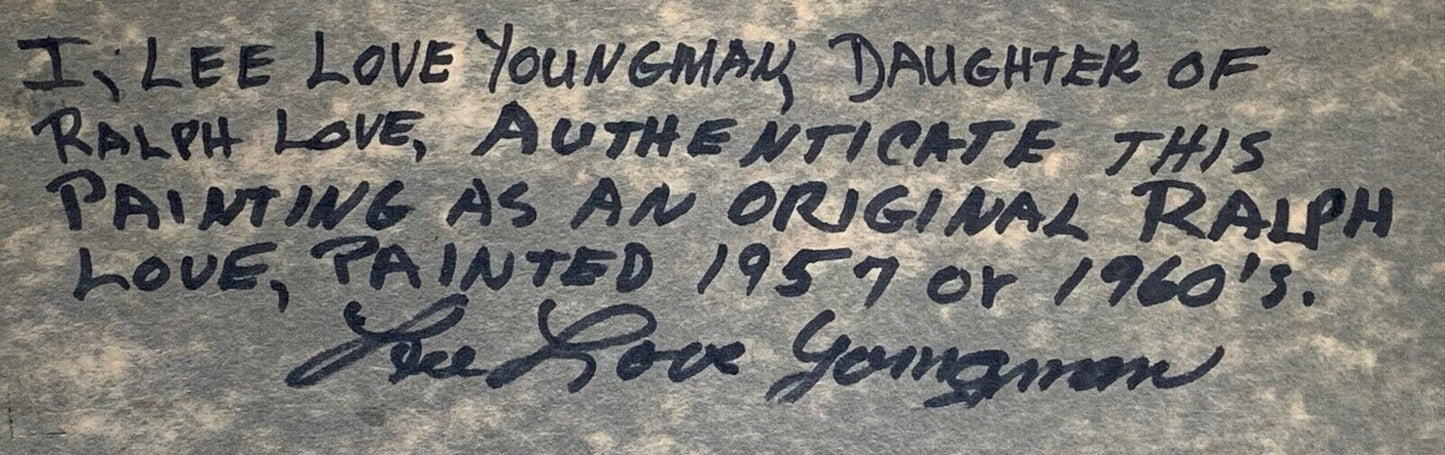 I, LEE LOVE YOUNGMAN, DAUGHTER OF
RALPH LOVE, AUTHENTICATE THIS
PAINTING AS AN ORIGINAL RALPH
LOVE, PAINTED 1957 or 1960's.
Lee Love Youngman